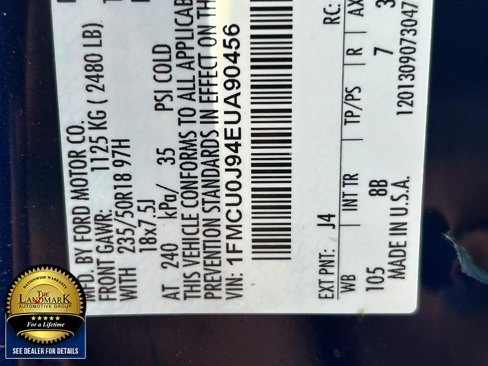 MFD. BY FORD MOTOR CO.
FRONT GAWR: 1125 KG ( 2480 LB)
WITH 235/50R18 97H
18x7.5J
AT 240 kPa/ 35 PSI COLD
THIS VEHICLE CONFORMS TO ALL APPLICAB
PREVENTION STANDARDS IN EFFECT ON
VIN: 1FMCU0J94EUA90456
EXT PNT: J4 RC:
WB INT TR TP/PS R AX
105 8B 7 3
MADE IN U.S.A. 1201309073047
NATIONWIDE WARRANTY
THE
LANDMARK
AUTOMOTIVE GROUP
For a Lifetime
SEE DEALER FOR DETAILS